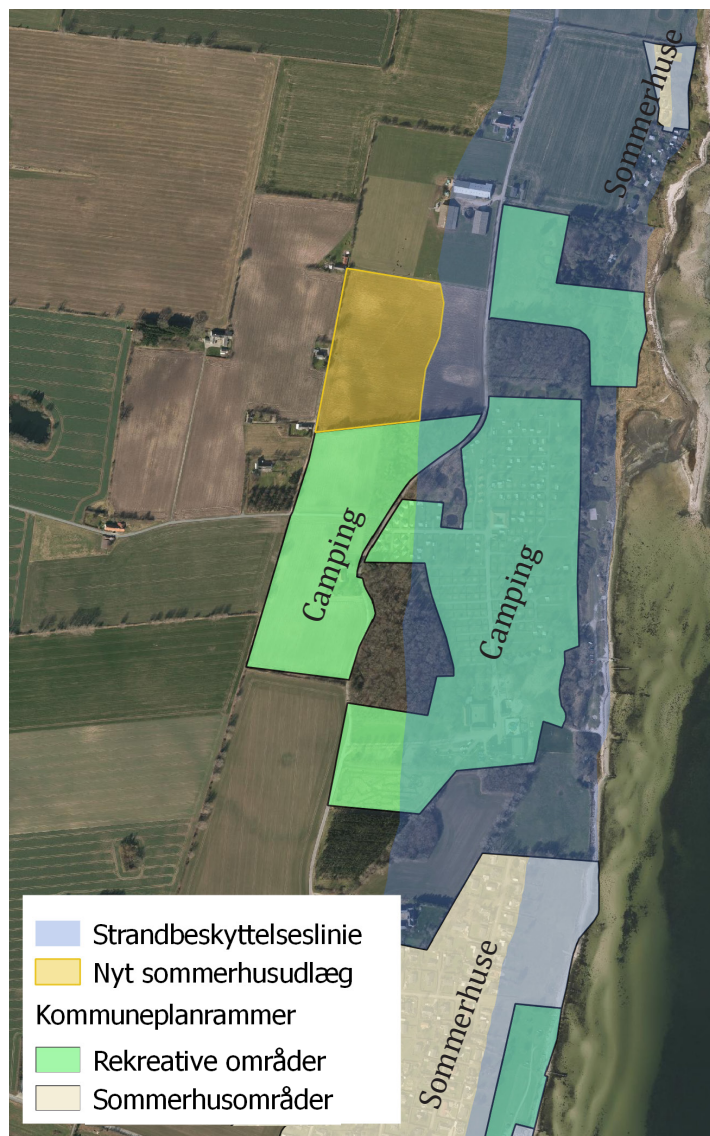 Sommerhuse
Camping
Camping
Sommerhuse
Strandbeskyttelseslinie
Nyt sommerhusudlæg
Kommuneplanrammer
Rekreative områder
Sommerhusområder